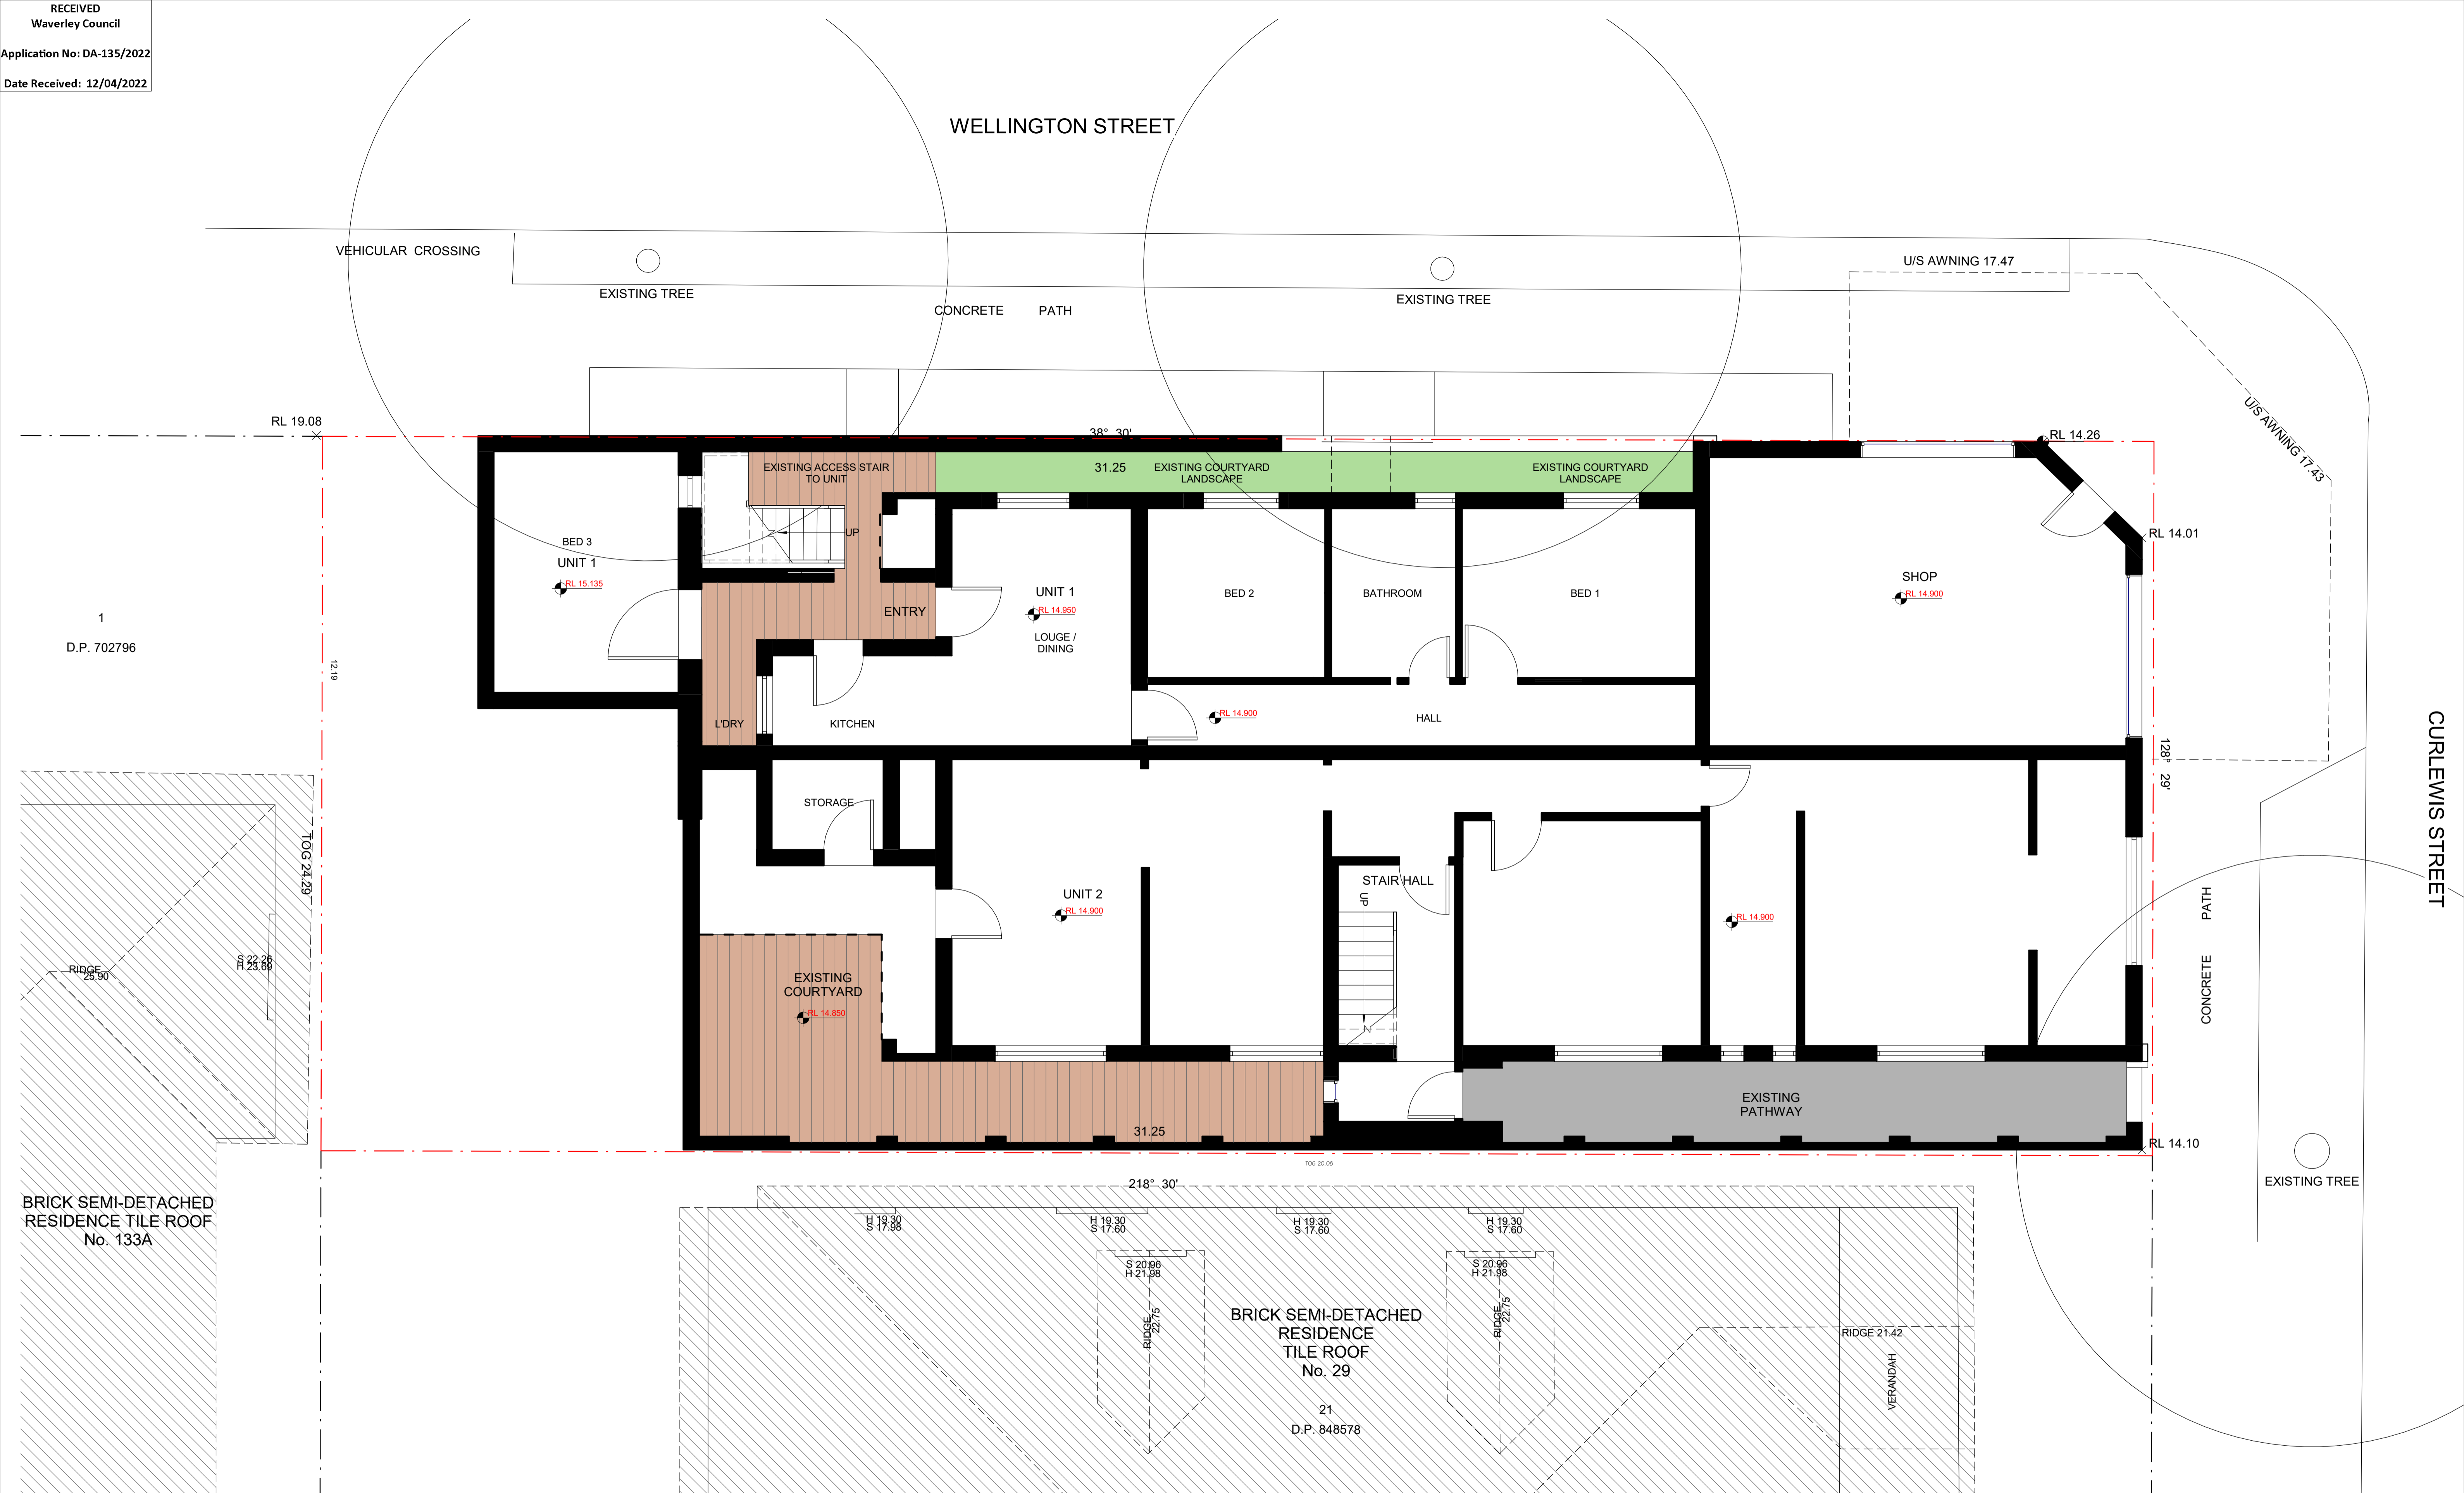 RECEIVED
Waverley Council
Application No: DA-135/2022
Date Received: 12/04/2022
WELLINGTON STREET
VEHICULAR CROSSING
EXISTING TREE
CONCRETE PATH
EXISTING TREE
U/S AWNING 17.47
U/S AWNING 17.43
RL 19.08
38° 30'
RL 14.26
EXISTING ACCESS STAIR
TO UNIT
31.25
EXISTING COURTYARD
LANDSCAPE
EXISTING COURTYARD
LANDSCAPE
UP
RL 14.01
BED 3
UNIT 1
RL 15.135
ENTRY
UNIT 1
RL 14.950
LOUGE /
DINING
BED 2
BATHROOM
BED 1
SHOP
RL 14.900
1
D.P. 702796
12.19
L'DRY
KITCHEN
RL 14.900
HALL
128° 29'
CURLEWIS STREET
STORAGE
TOG 24.29
UNIT 2
RL 14.900
STAIR HALL
UP
RL 14.900
CONCRETE PATH
RIDGE
25.90
S 22.26
H 23.69
EXISTING
COURTYARD
RL 14.850
EXISTING
PATHWAY
31.25
RL 14.10
TOG 20.08
EXISTING TREE
218° 30'
BRICK SEMI-DETACHED
RESIDENCE TILE ROOF
No. 133A
H 19.30
S 17.98
H 19.30
S 17.60
H 19.30
S 17.60
H 19.30
S 17.60
S 20.96
H 21.98
S 20.96
H 21.98
RIDGE
22.75
RIDGE
22.75
BRICK SEMI-DETACHED
RESIDENCE
TILE ROOF
No. 29
RIDGE 21.42
VERANDAH
21
D.P. 848578